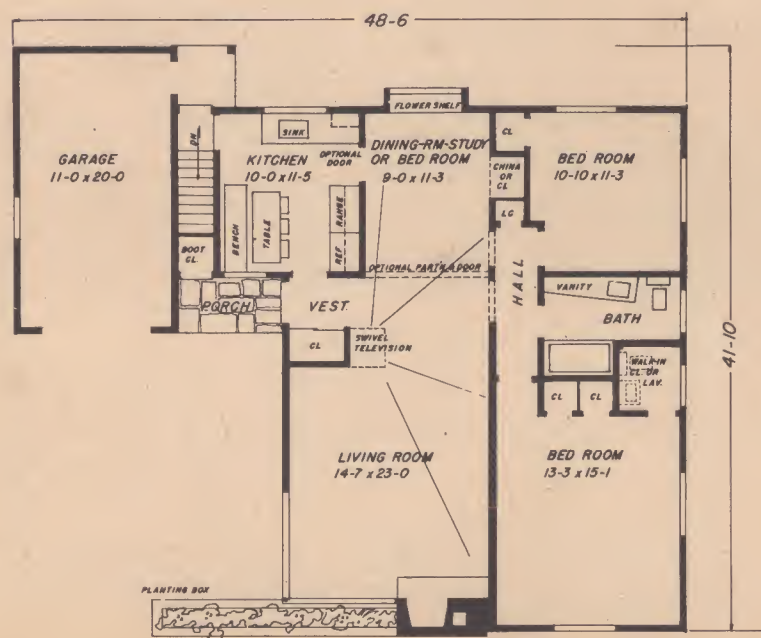 48-6
FLOWER SHELF
GARAGE
11-0 x 20-0
DN
SINK
KITCHEN
10-0 x 11-5
OPTIONAL
DOOR
DINING-RM-STUDY
OR BED ROOM
9-0 x 11-3
CL
CHINA
OR
CL
BED ROOM
10-10 x 11-3
BENCH
TABLE
RANGE
REF
LC
BOOT
CL
OPTIONAL PART'N & DOOR
HALL
VANITY
BATH
PORCH
VEST.
CL
SWIVEL
TELEVISION
WALK-IN
CL OR
LAV.
41-10
CL
CL
LIVING ROOM
14-7 x 23-0
BED ROOM
13-3 x 15-1
PLANTING BOX